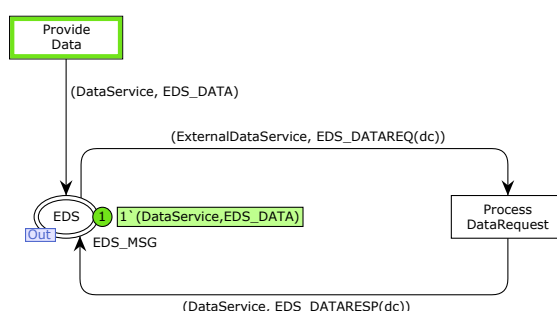 Provide
Data
(DataService, EDS_DATA)
(ExternalDataService, EDS_DATAREQ(dc))
EDS
1
1`(DataService,EDS_DATA)
Out
EDS_MSG
Process
DataRequest
(DataService, EDS_DATARESP(dc))